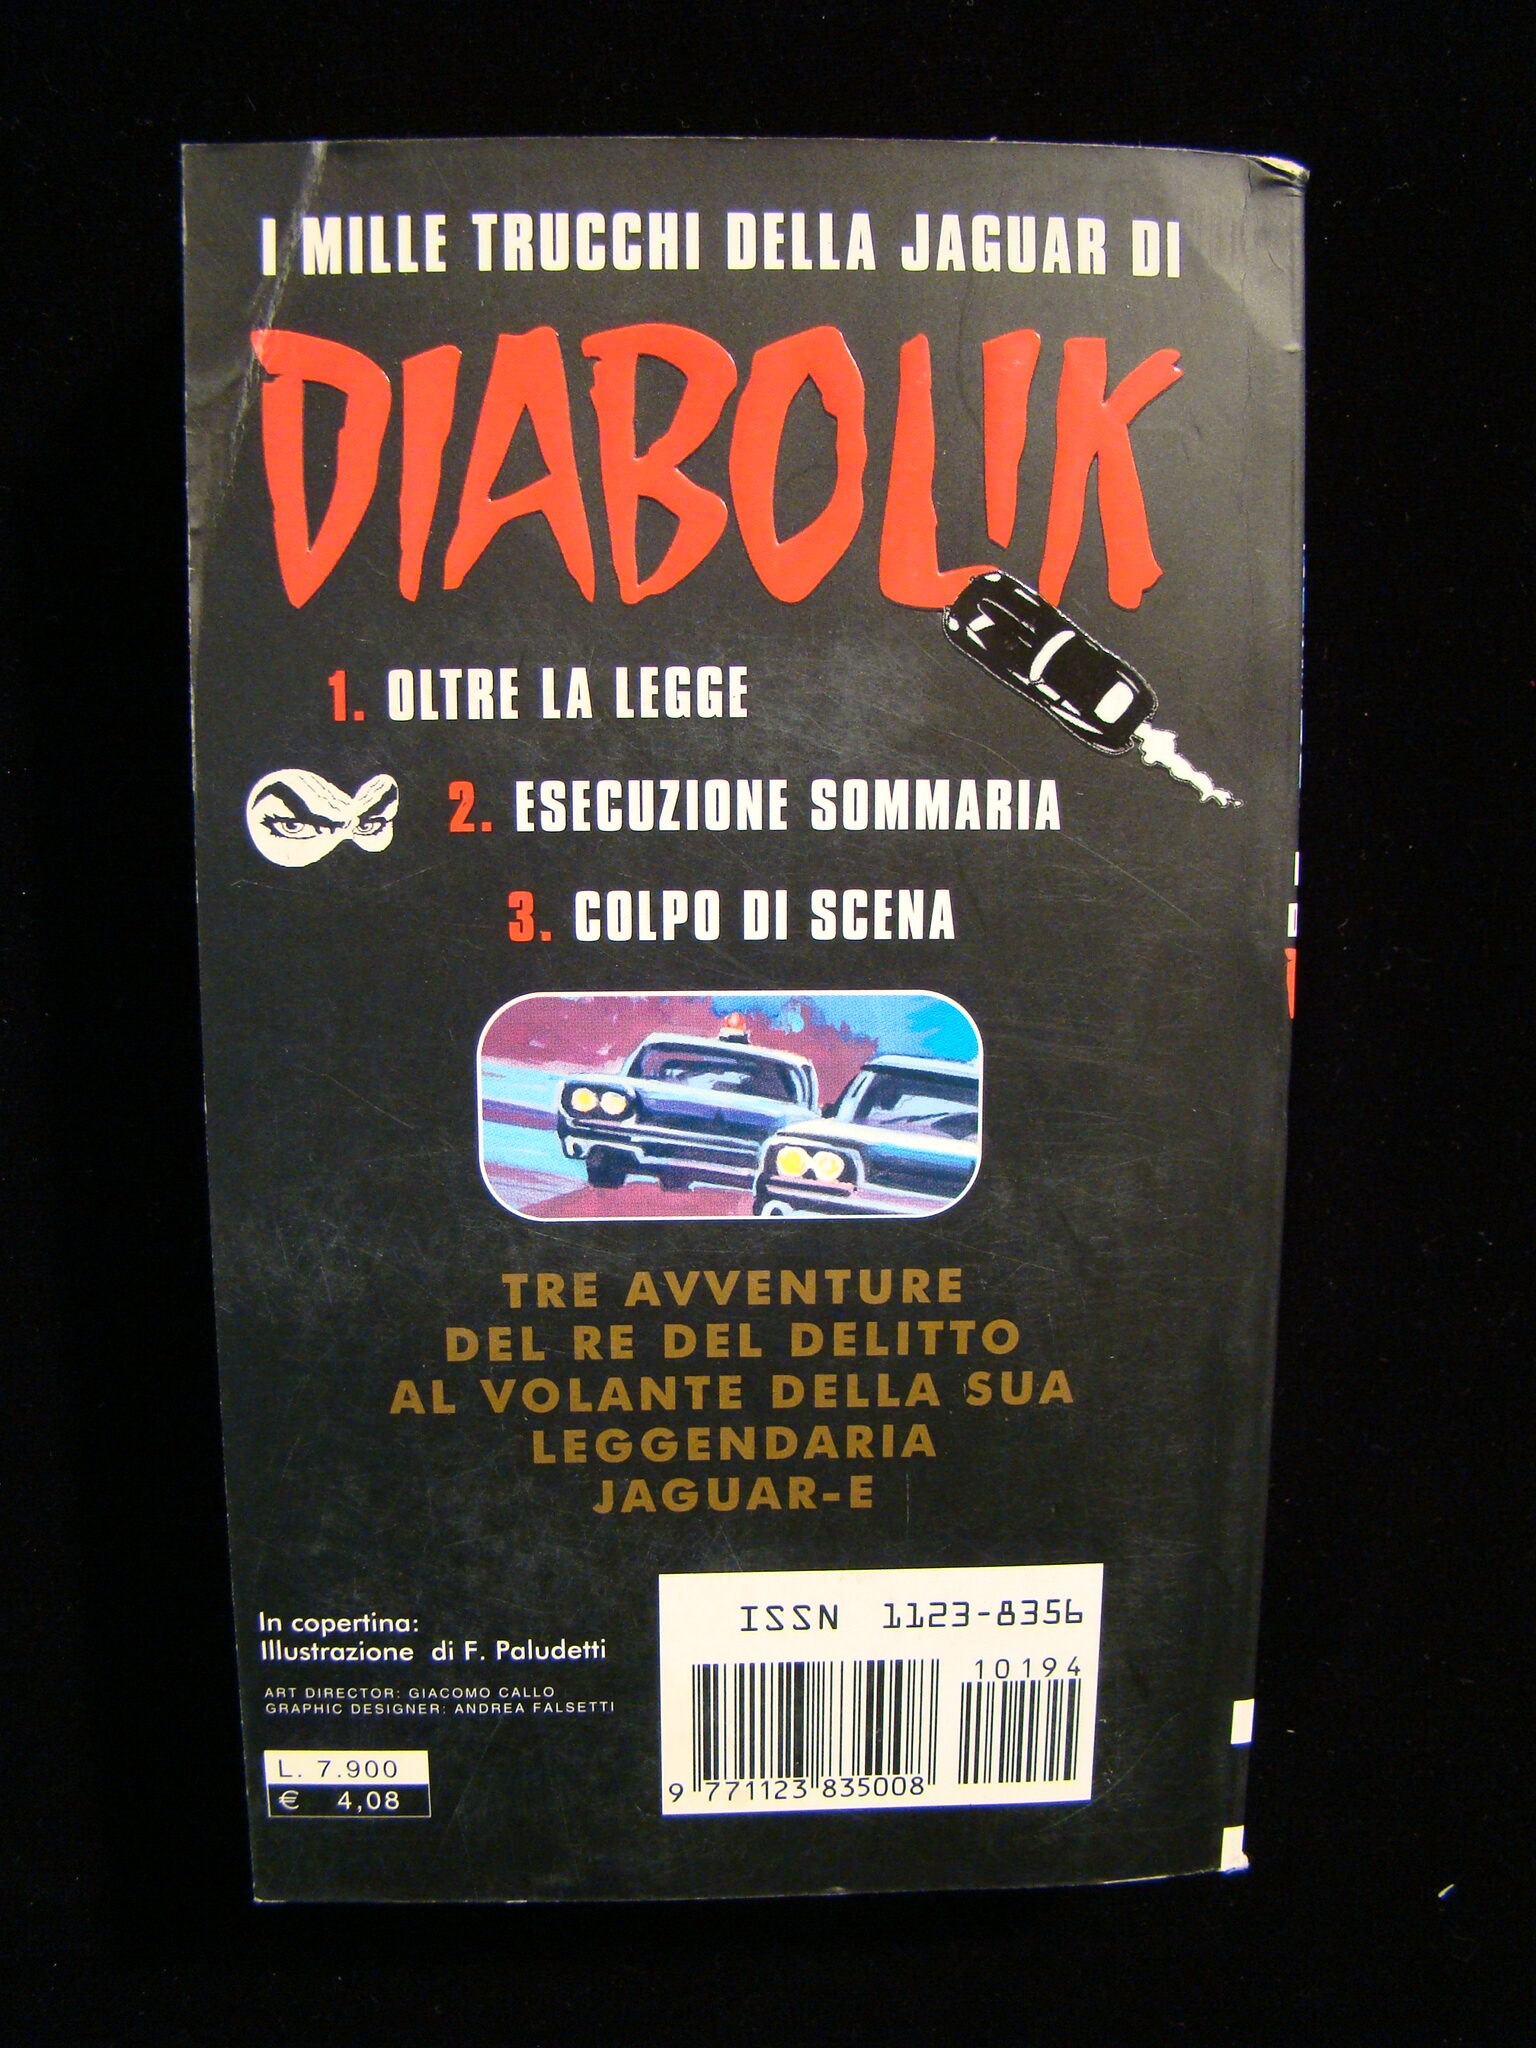 I MILLE TRUCCHI DELLA JAGUAR DI
DIABOLIK
1. OLTRE LA LEGGE
2. ESECUZIONE SOMMARIA
3. COLPO DI SCENA
TRE AVVENTURE
DEL RE DEL DELITTO
AL VOLANTE DELLA SUA
LEGGENDARIA
JAGUAR-E
In copertina:
Illustrazione di F. Paludetti
ART DIRECTOR: GIACOMO CALLO
GRAPHIC DESIGNER: ANDREA FALSETTI
L. 7.900
€ 4,08
ISSN 1123-8356
10194
9 771123 835008